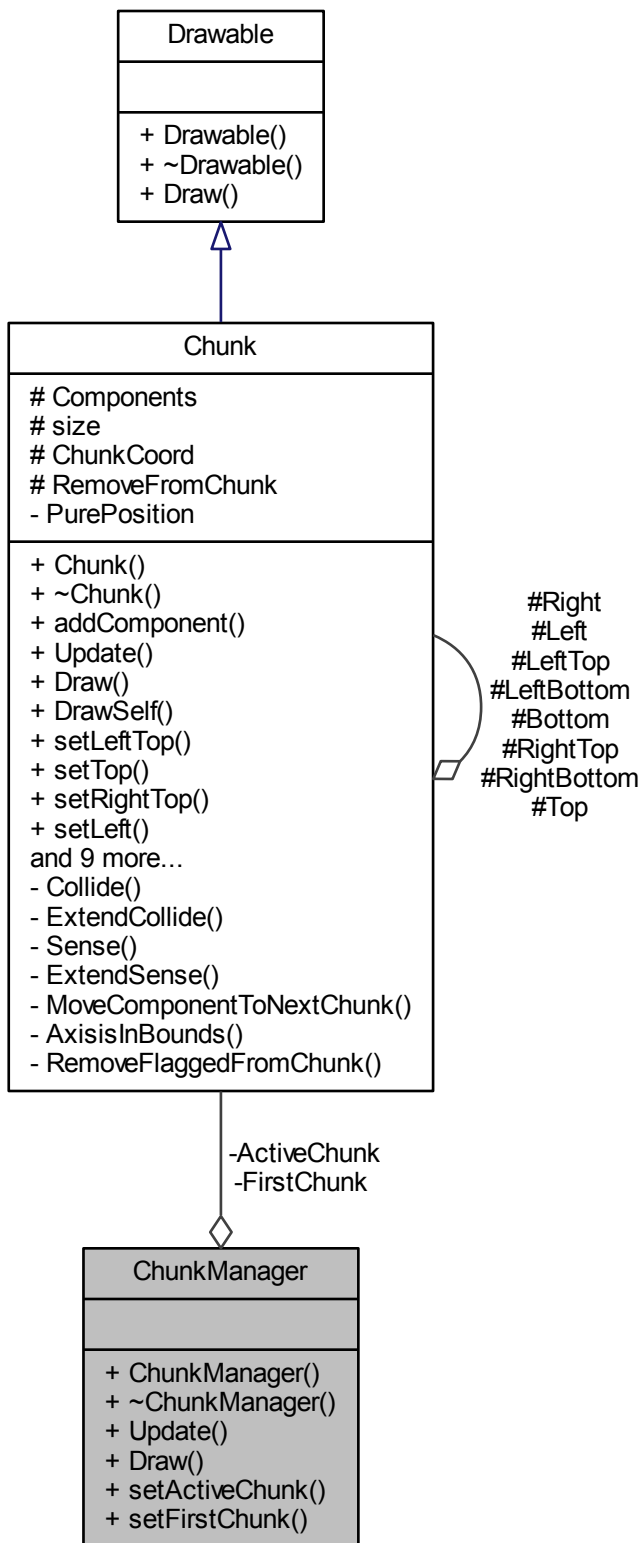 Drawable
+ Drawable()
+ ~Drawable()
+ Draw()
Chunk
# Components
# size
# ChunkCoord
# RemoveFromChunk
- PurePosition
+ Chunk()
+ ~Chunk()
+ addComponent()
+ Update()
+ Draw()
+ DrawSelf()
+ setLeftTop()
+ setTop()
+ setRightTop()
+ setLeft()
and 9 more...
- Collide()
- ExtendCollide()
- Sense()
- ExtendSense()
- MoveComponentToNextChunk()
- AxisisInBounds()
- RemoveFlaggedFromChunk()
#Right
#Left
#LeftTop
#LeftBottom
#Bottom
#RightTop
#RightBottom
#Top
-ActiveChunk
-FirstChunk
ChunkManager
+ ChunkManager()
+ ~ChunkManager()
+ Update()
+ Draw()
+ setActiveChunk()
+ setFirstChunk()